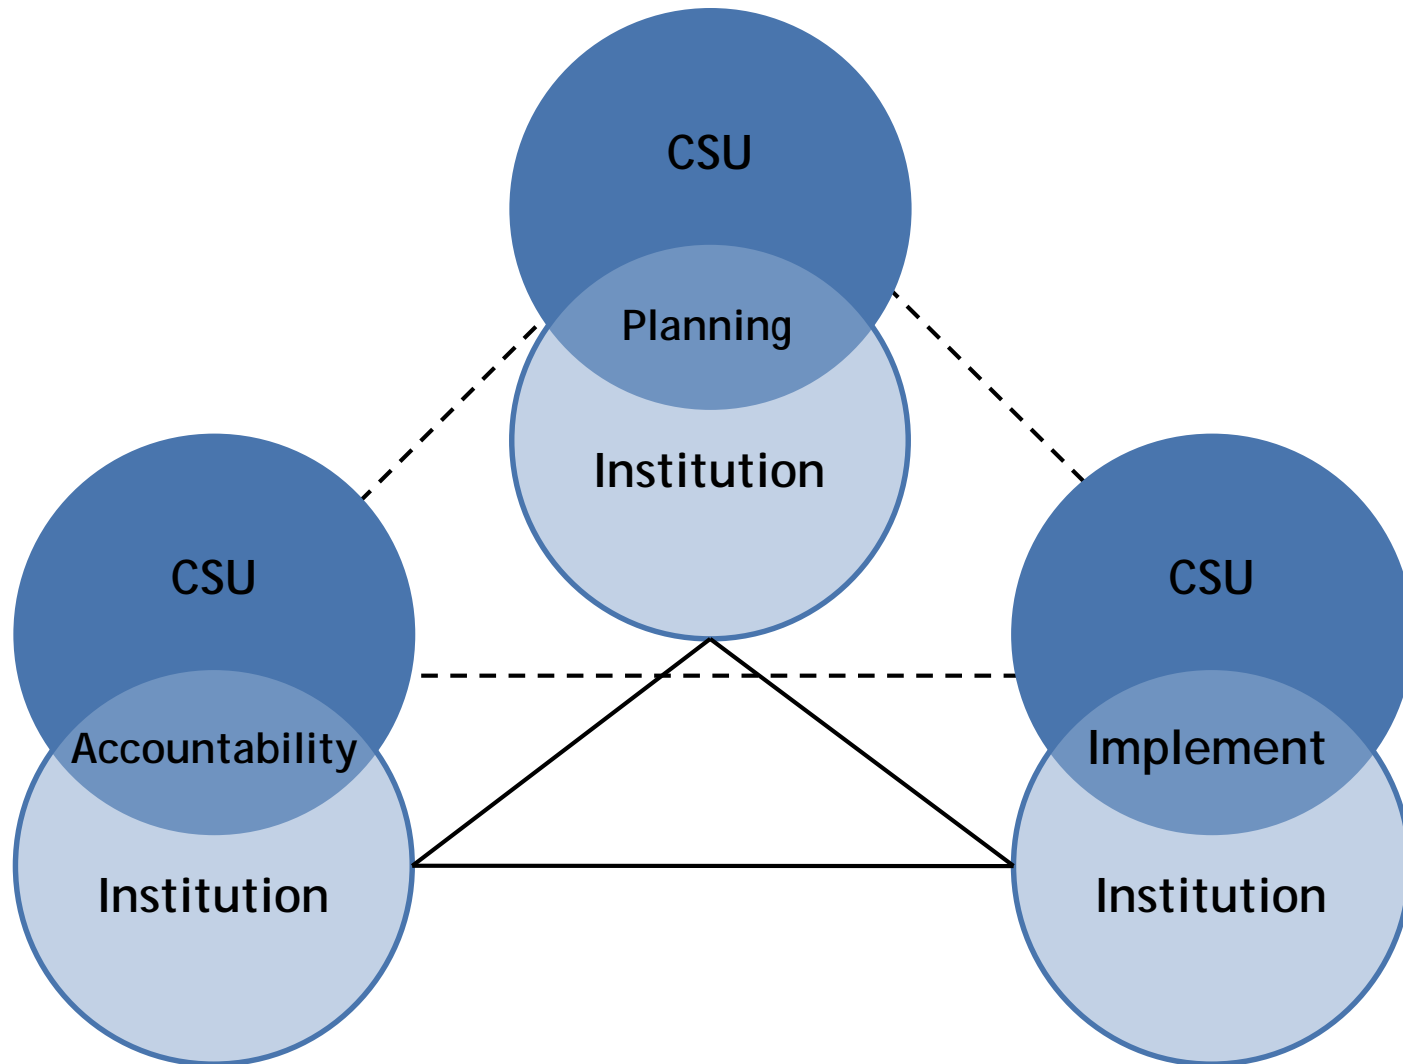 CSU
Planning
Institution
CSU
Accountability
Institution
CSU
Implement
Institution